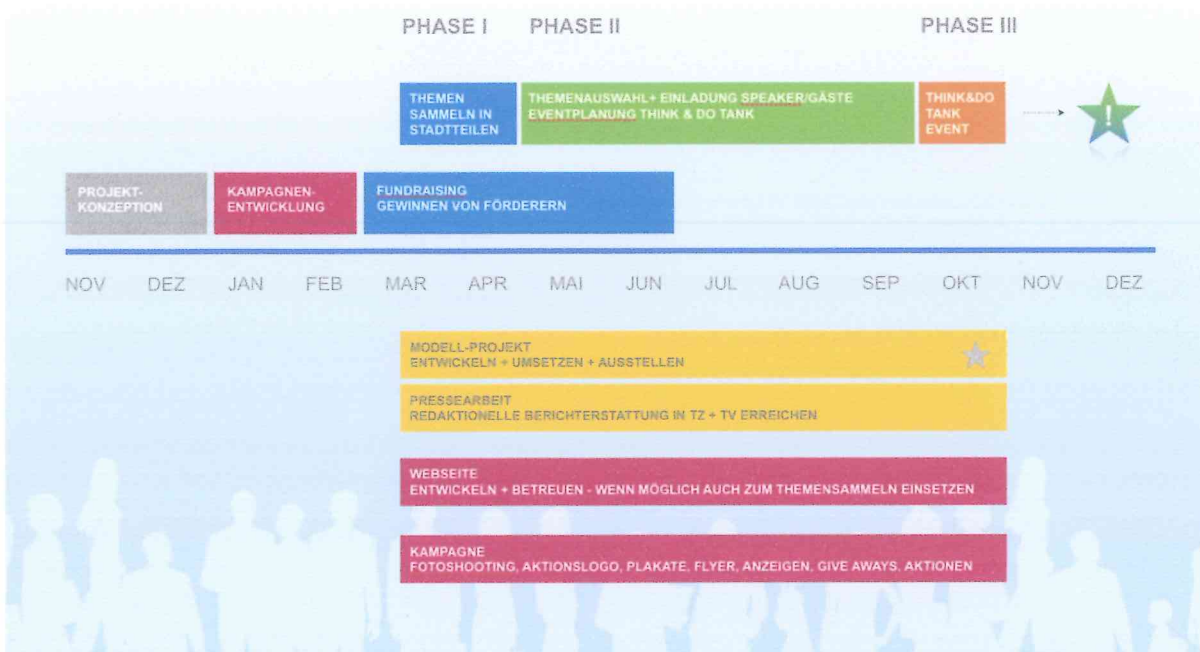 PHASE I
PHASE II
PHASE III
THEMEN
SAMMELN IN
STADTTEILEN
THEMENAUSWAHL+ EINLADUNG SPEAKER/GÄSTE
EVENTPLANUNG THINK & DO TANK
THINK&DO
TANK
EVENT
!
PROJEKT-
KONZEPTION
KAMPAGNEN-
ENTWICKLUNG
FUNDRAISING
GEWINNEN VON FÖRDERERN
NOV DEZ JAN FEB MAR APR MAI JUN JUL AUG SEP OKT NOV DEZ
MODELL-PROJEKT
ENTWICKELN + UMSETZEN + AUSSTELLEN
PRESSEARBEIT
REDAKTIONELLE BERICHTERSTATTUNG IN TZ + TV ERREICHEN
WEBSEITE
ENTWICKELN + BETREUEN - WENN MÖGLICH AUCH ZUM THEMENSAMMELN EINSETZEN
KAMPAGNE
FOTOSHOOTING, AKTIONSLOGO, PLAKATE, FLYER, ANZEIGEN, GIVE AWAYS, AKTIONEN